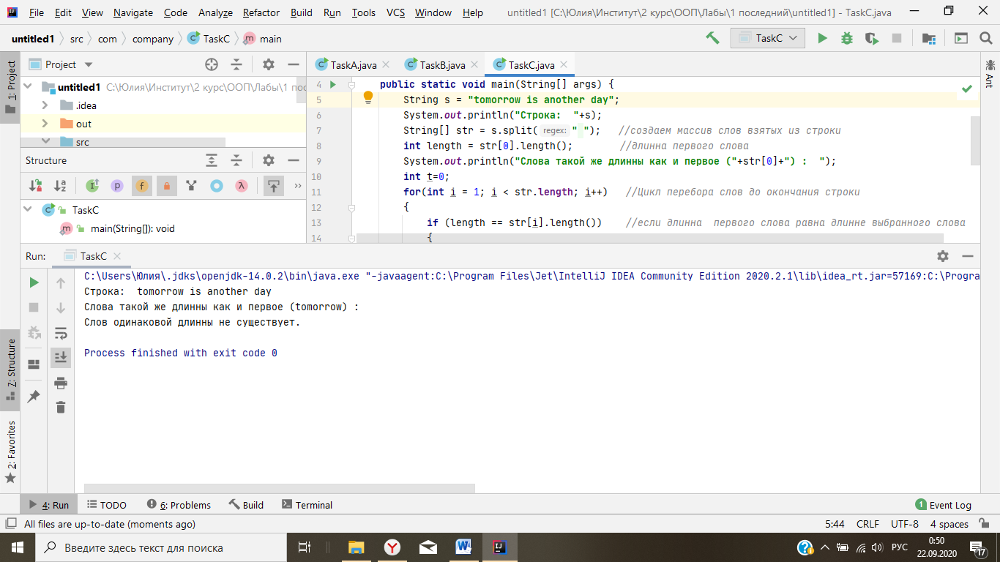 File Edit View Navigate Code Analyze Refactor Build Run Tools VCS Window Help untitled1 [C:\Юлия\Институт\2 курс\ООП\Лабы\1 последний\untitled1] - TaskC.java
untitled1 src com company TaskC main TaskC
1: Project
Project
untitled1 C:\Юлия\Институт\2 курс\ООП\Лабы\1 пос
.idea
out
src
Structure
TaskC
main(String[]): void
TaskA.java TaskB.java TaskC.java
4 public static void main(String[] args) {
5 String s = "tomorrow is another day";
6 System.out.println("Строка:  "+s);
7 String[] str = s.split( regex: " ");   //создаем массив слов взятых из строки
8 int length = str[0].length();        //длинна первого слова
9 System.out.println("Слова такой же длинны как и первое ("+str[0]+") :  ");
10 int t=0;
11 for(int i = 1; i < str.length; i++)   //Цикл перебора слов до окончания строки
12 {
13 if (length == str[i].length())    //если длинна  первого слова равна длинне выбранного слова
14 {
Ant
Run: TaskC
C:\Users\Юлия\.jdks\openjdk-14.0.2\bin\java.exe "-javaagent:C:\Program Files\Jet\IntelliJ IDEA Community Edition 2020.2.1\lib\idea_rt.jar=57169:C:\Progra
Строка:  tomorrow is another day
Слова такой же длинны как и первое (tomorrow) :
Слов одинаковой длинны не существует.
Process finished with exit code 0
7: Structure
2: Favorites
4: Run TODO 6: Problems Build Terminal 1 Event Log
All files are up-to-date (moments ago) 5:44 CRLF UTF-8 4 spaces
Введите здесь текст для поиска РУС 0:50
22.09.2020 17